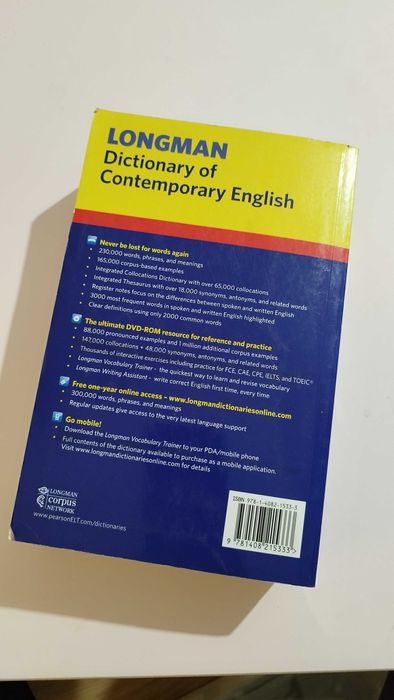 LONGMAN
Dictionary of
Contemporary English
Never be lost for words again
• 230,000 words, phrases, and meanings
• 165,000 corpus-based examples
• Integrated Collocations Dictionary with over 65,000 collocations
• Integrated Thesaurus with over 18,000 synonyms, antonyms, and related words
• Register notes focus on the differences between spoken and written English
• 3000 most frequent words in spoken and written English highlighted
• Clear definitions using only 2000 common words
The ultimate DVD-ROM resource for reference and practice
• 88,000 pronounced examples and 1 million additional corpus examples
• 147,000 collocations + 48,000 synonyms, antonyms, and related words
• Thousands of interactive exercises including practice for FCE, CAE, CPE, IELTS, and TOEIC®
• Longman Vocabulary Trainer - the quickest way to learn and revise vocabulary
• Longman Writing Assistant - write correct English first time, every time
Free one-year online access – www.longmandictionariesonline.com
• 300,000 words, phrases, and meanings
• Regular updates give access to the very latest language support
Go mobile!
• Download the Longman Vocabulary Trainer to your PDA/mobile phone
• Full contents of the dictionary available to purchase as a mobile application.
Visit www.longmandictionariesonline.com for details
LONGMAN
corpus
NETWORK
www.pearsonELT.com/dictionaries
ISBN 978-1-4082-1533-3
9 781408 215333